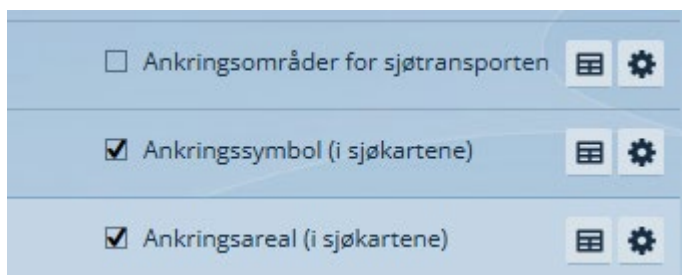 Ankringsområder for sjøtransporten
Ankringssymbol (i sjøkartene)
Ankringsareal (i sjøkartene)